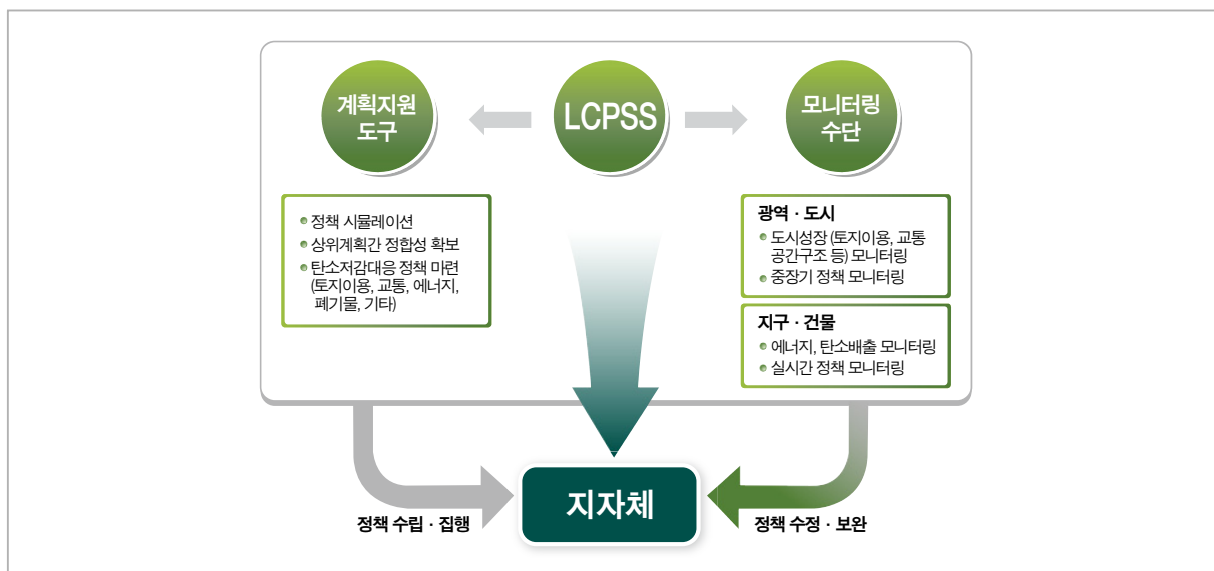 계획지원
도구
LCPSS
모니터링
수단
• 정책 시뮬레이션
• 상위계획간 정합성 확보
• 탄소저감대응 정책 마련
(토지이용, 교통, 에너지,
폐기물, 기타)
광역 · 도시
• 도시성장 (토지이용, 교통
공간구조 등) 모니터링
• 중장기 정책 모니터링
지구 · 건물
• 에너지, 탄소배출 모니터링
• 실시간 정책 모니터링
지자체
정책 수립 · 집행
정책 수정 · 보완